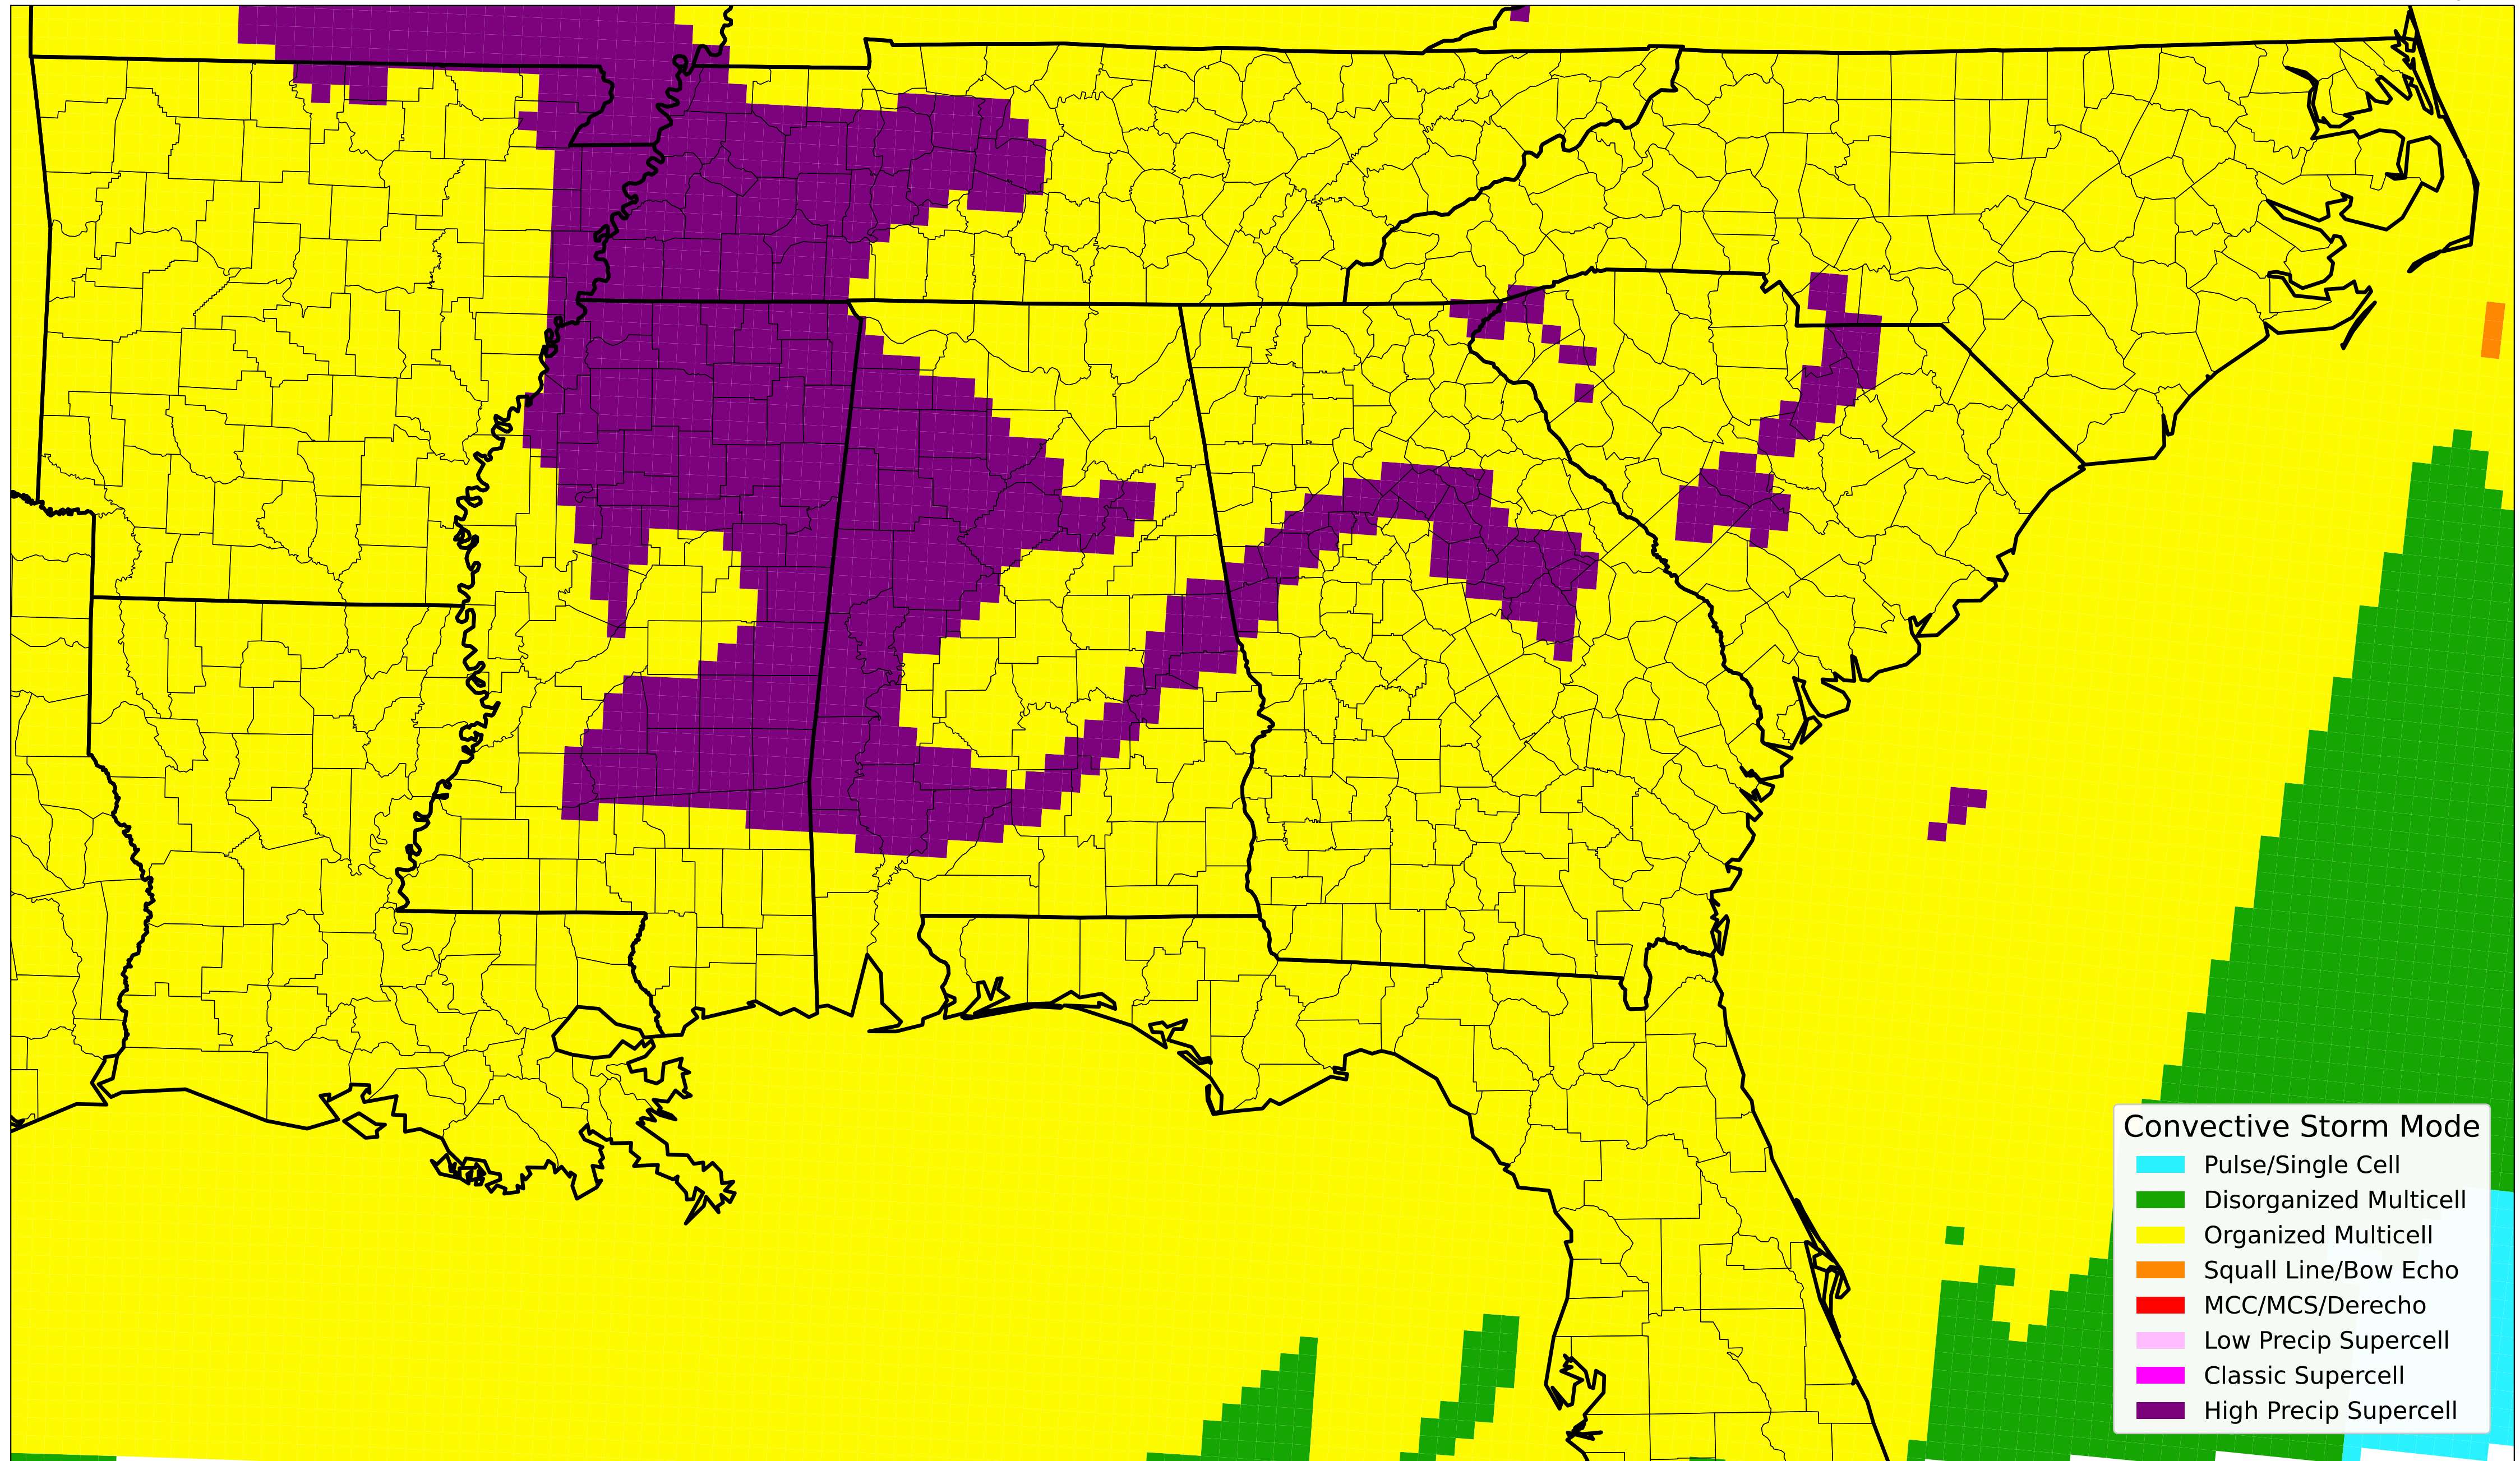 Convective Storm Mode
Pulse/Single Cell
Disorganized Multicell
Organized Multicell
Squall Line/Bow Echo
MCC/MCS/Derecho
Low Precip Supercell
Classic Supercell
High Precip Supercell